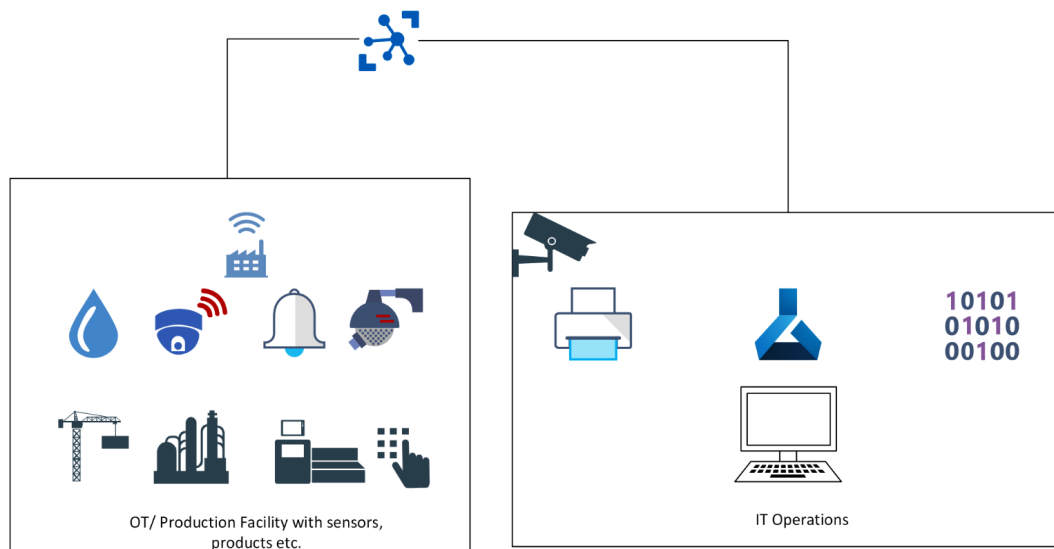 10101
01010
00100
OT/ Production Facility with sensors,
products etc.
IT Operations